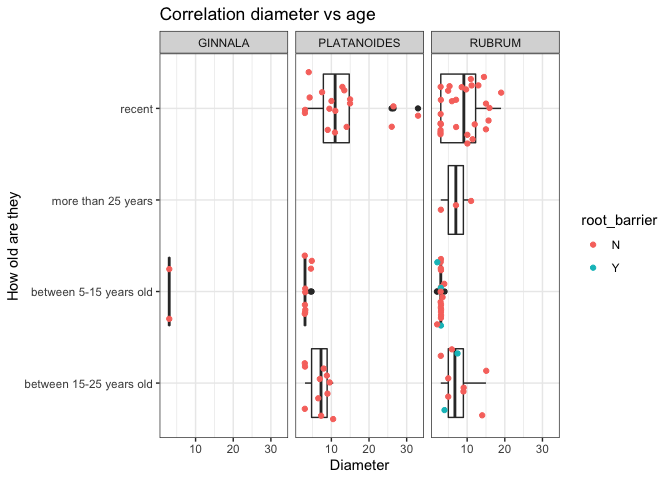 Correlation diameter vs age
GINNALA
PLATANOIDES
RUBRUM
How old are they
recent
more than 25 years
between 5-15 years old
between 15-25 years old
10 20 30
10 20 30
10 20 30
Diameter
root_barrier
N
Y